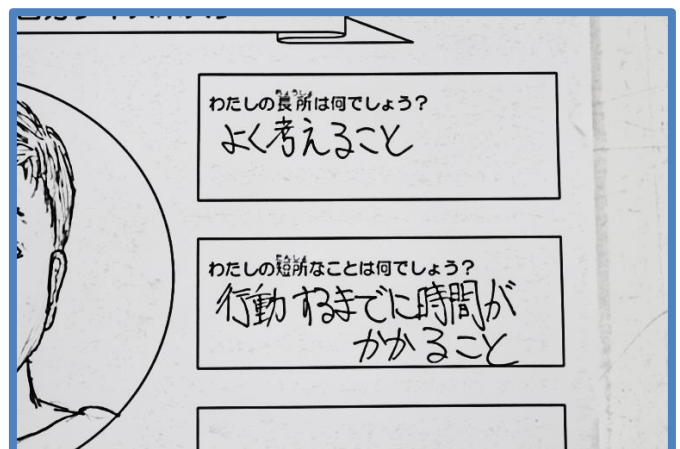 わたしの長所は何でしょう？
よく考えること
わたしの短所なことは何でしょう？
行動するまでに時間が
かかること